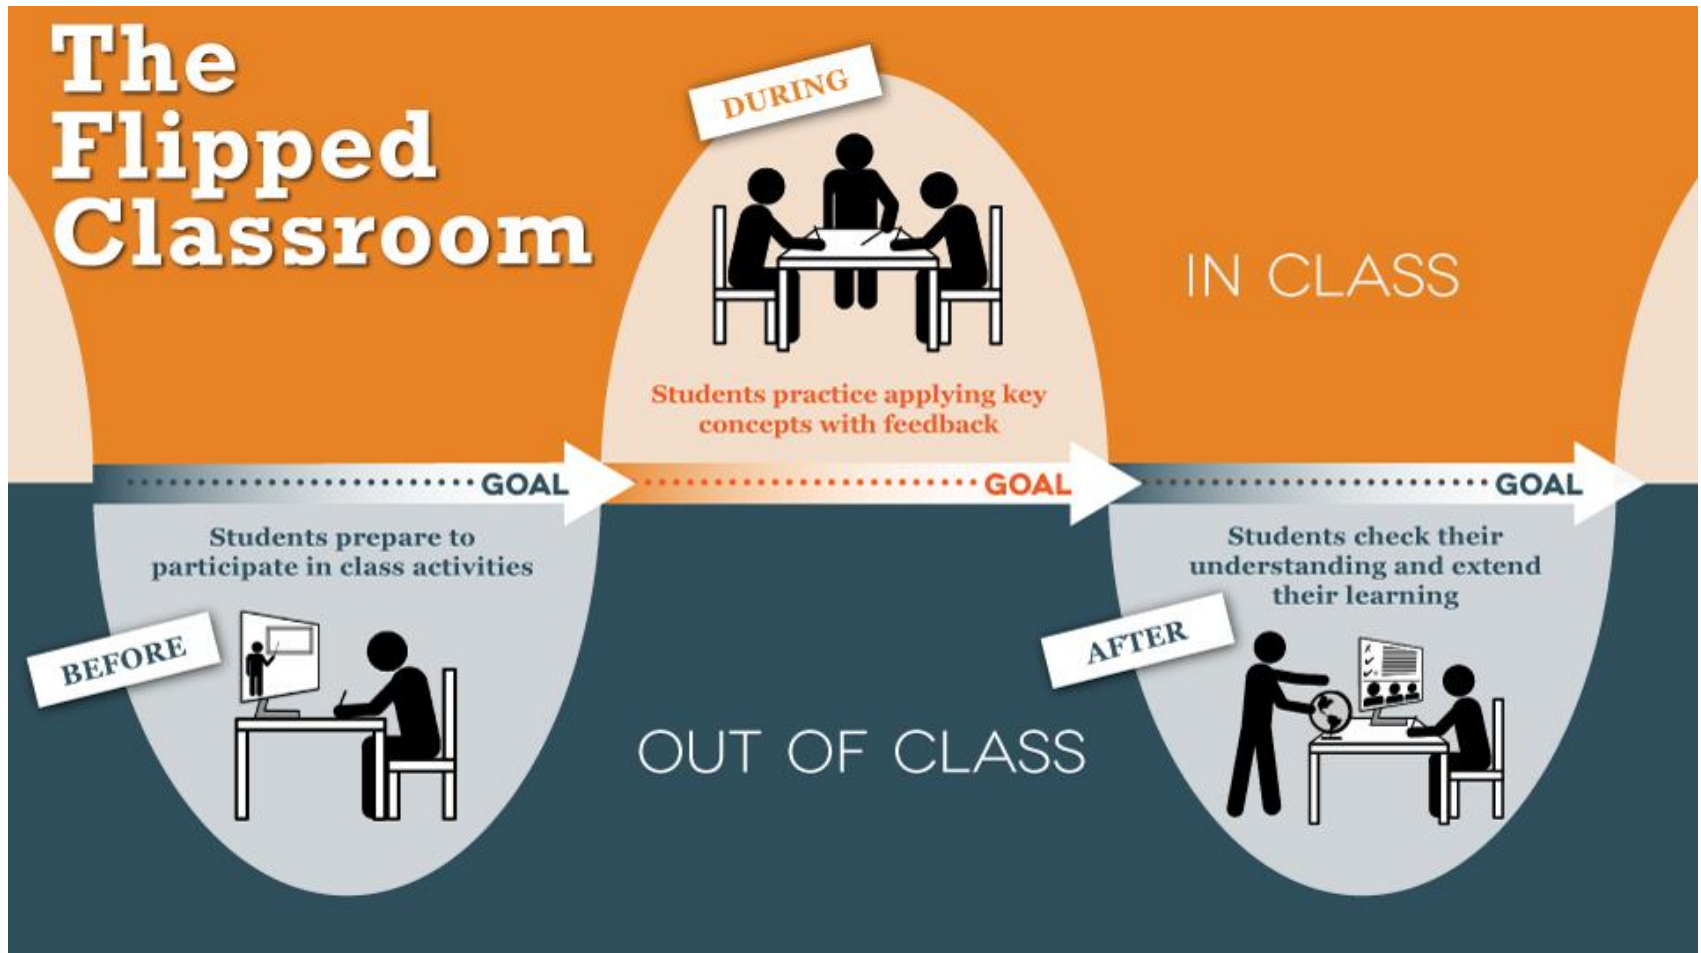 The
Flipped
Classroom
DURING
IN CLASS
Students practice applying key
concepts with feedback
GOAL
GOAL
GOAL
Students prepare to
participate in class activities
BEFORE
OUT OF CLASS
Students check their
understanding and extend
their learning
AFTER